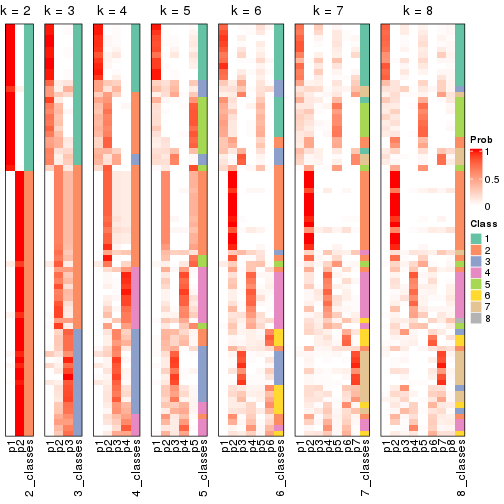 k = 2
k = 3
k = 4
k = 5
k = 6
k = 7
k = 8
Prob
1
0.5
0
Class
1
2
3
4
5
6
7
8
p1
p2
2_classes
p1
p2
p3
3_classes
p1
p2
p3
p4
4_classes
p1
p2
p3
p4
p5
5_classes
p1
p2
p3
p4
p5
p6
6_classes
p1
p2
p3
p4
p5
p6
p7
7_classes
p1
p2
p3
p4
p5
p6
p7
p8
8_classes